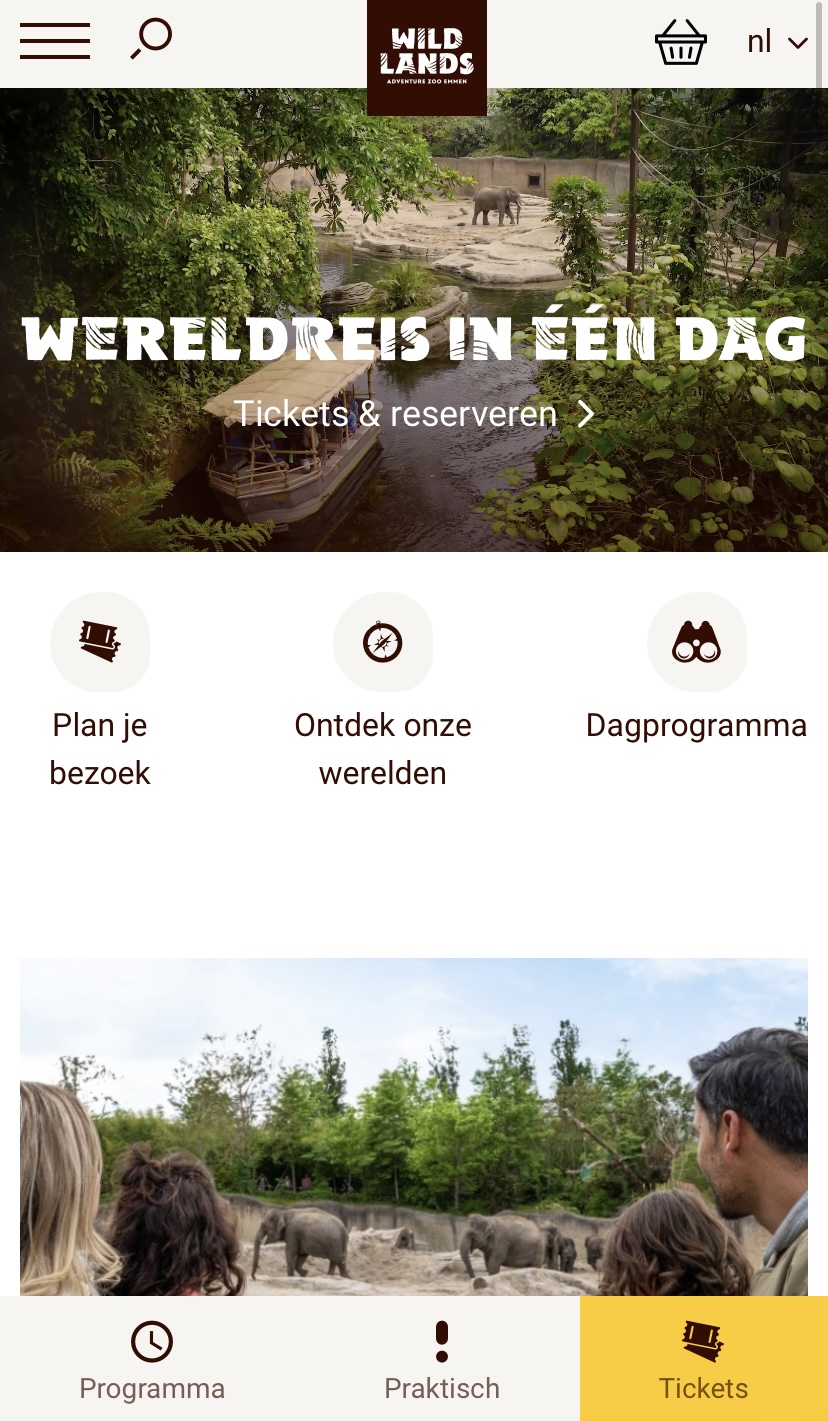 WILD
LANDS
ADVENTURE ZOO EMMEN
nl
WERELDREIS IN ÉÉN DAG
Tickets & reserveren
Plan je
bezoek
Ontdek onze
werelden
Dagprogramma
Programma
Praktisch
Tickets